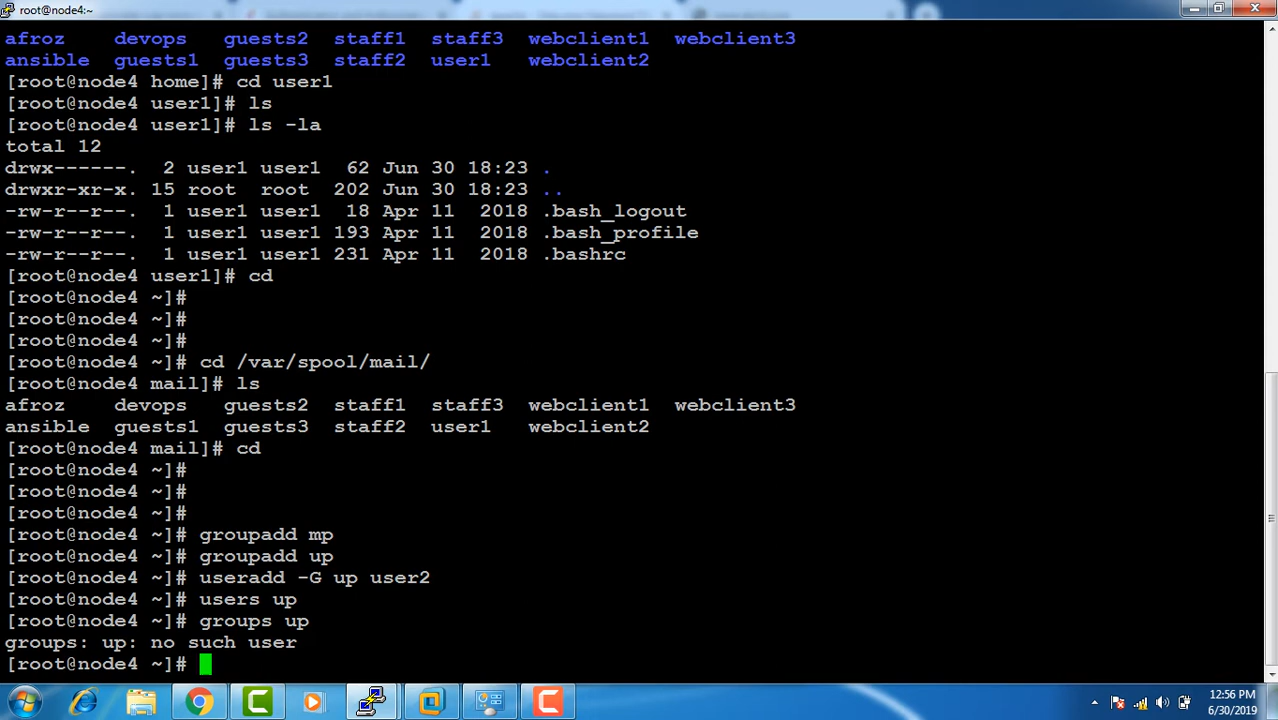 root@node4:~
afroz     devops   guests2  staff1  staff3  webclient1  webclient3
ansible  guests1  guests3  staff2  user1   webclient2
[root@node4 home]# cd user1
[root@node4 user1]# ls
[root@node4 user1]# ls -la
total 12
drwx------.  2 user1 user1  62 Jun 30 18:23 .
drwxr-xr-x. 15 root  root  202 Jun 30 18:23 ..
-rw-r--r--.  1 user1 user1  18 Apr 11  2018 .bash_logout
-rw-r--r--.  1 user1 user1 193 Apr 11  2018 .bash_profile
-rw-r--r--.  1 user1 user1 231 Apr 11  2018 .bashrc
[root@node4 user1]# cd
[root@node4 ~]#
[root@node4 ~]#
[root@node4 ~]#
[root@node4 ~]# cd /var/spool/mail/
[root@node4 mail]# ls
afroz     devops   guests2  staff1  staff3  webclient1  webclient3
ansible  guests1  guests3  staff2  user1   webclient2
[root@node4 mail]# cd
[root@node4 ~]#
[root@node4 ~]#
[root@node4 ~]#
[root@node4 ~]# groupadd mp
[root@node4 ~]# groupadd up
[root@node4 ~]# useradd -G up user2
[root@node4 ~]# users up
[root@node4 ~]# groups up
groups: up: no such user
[root@node4 ~]#
12:56 PM
6/30/2019